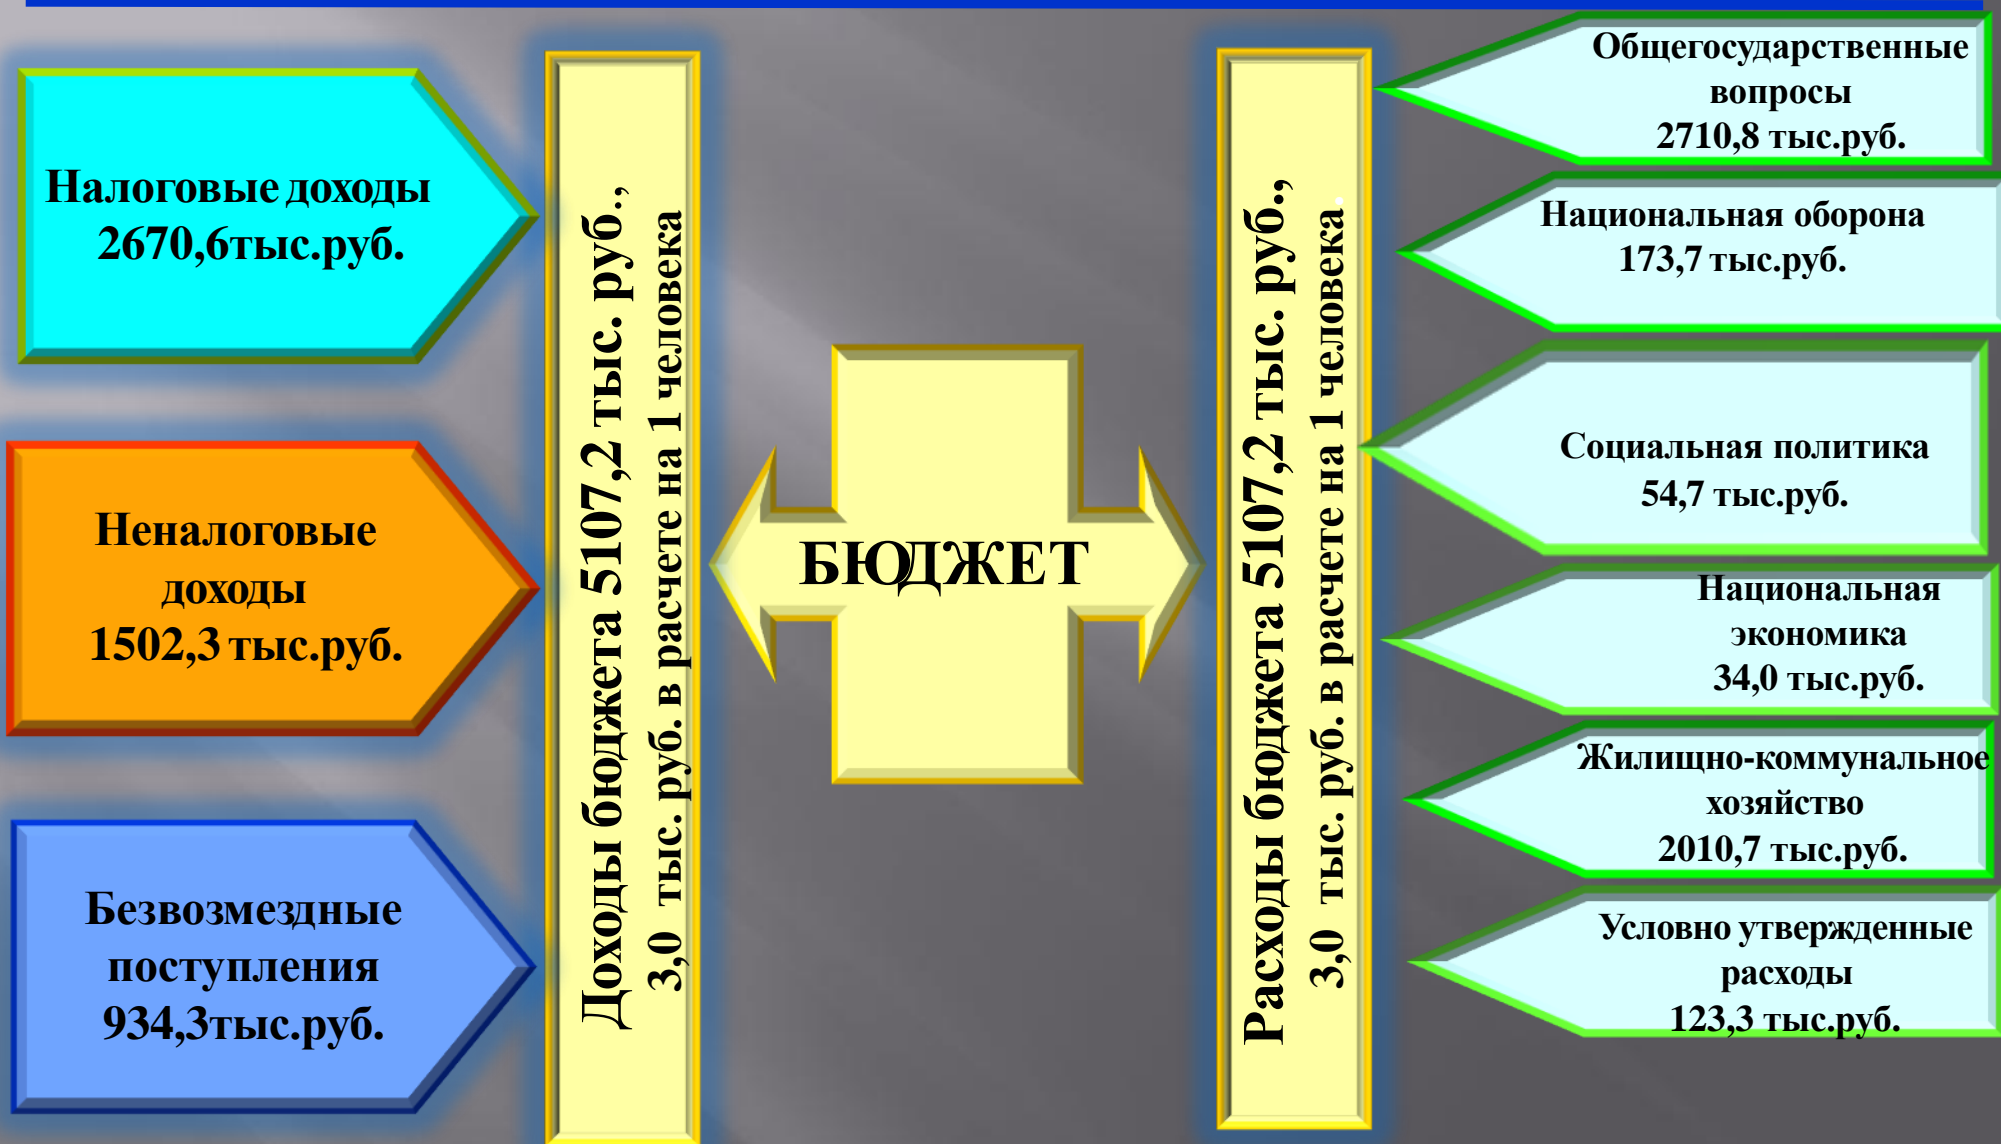 Налоговые доходы
2670,6тыс.руб.
Неналоговые
доходы
1502,3 тыс.руб.
Безвозмездные
поступления
934,3тыс.руб.
Доходы бюджета 5107,2 тыс. руб.,
3,0 тыс. руб. в расчете на 1 человека
БЮДЖЕТ
Расходы бюджета 5107,2 тыс. руб.,
3,0 тыс. руб. в расчете на 1 человека.
Общегосударственные
вопросы
2710,8 тыс.руб.
Национальная оборона
173,7 тыс.руб.
Социальная политика
54,7 тыс.руб.
Национальная
экономика
34,0 тыс.руб.
Жилищно-коммунальное
хозяйство
2010,7 тыс.руб.
Условно утвержденные
расходы
123,3 тыс.руб.